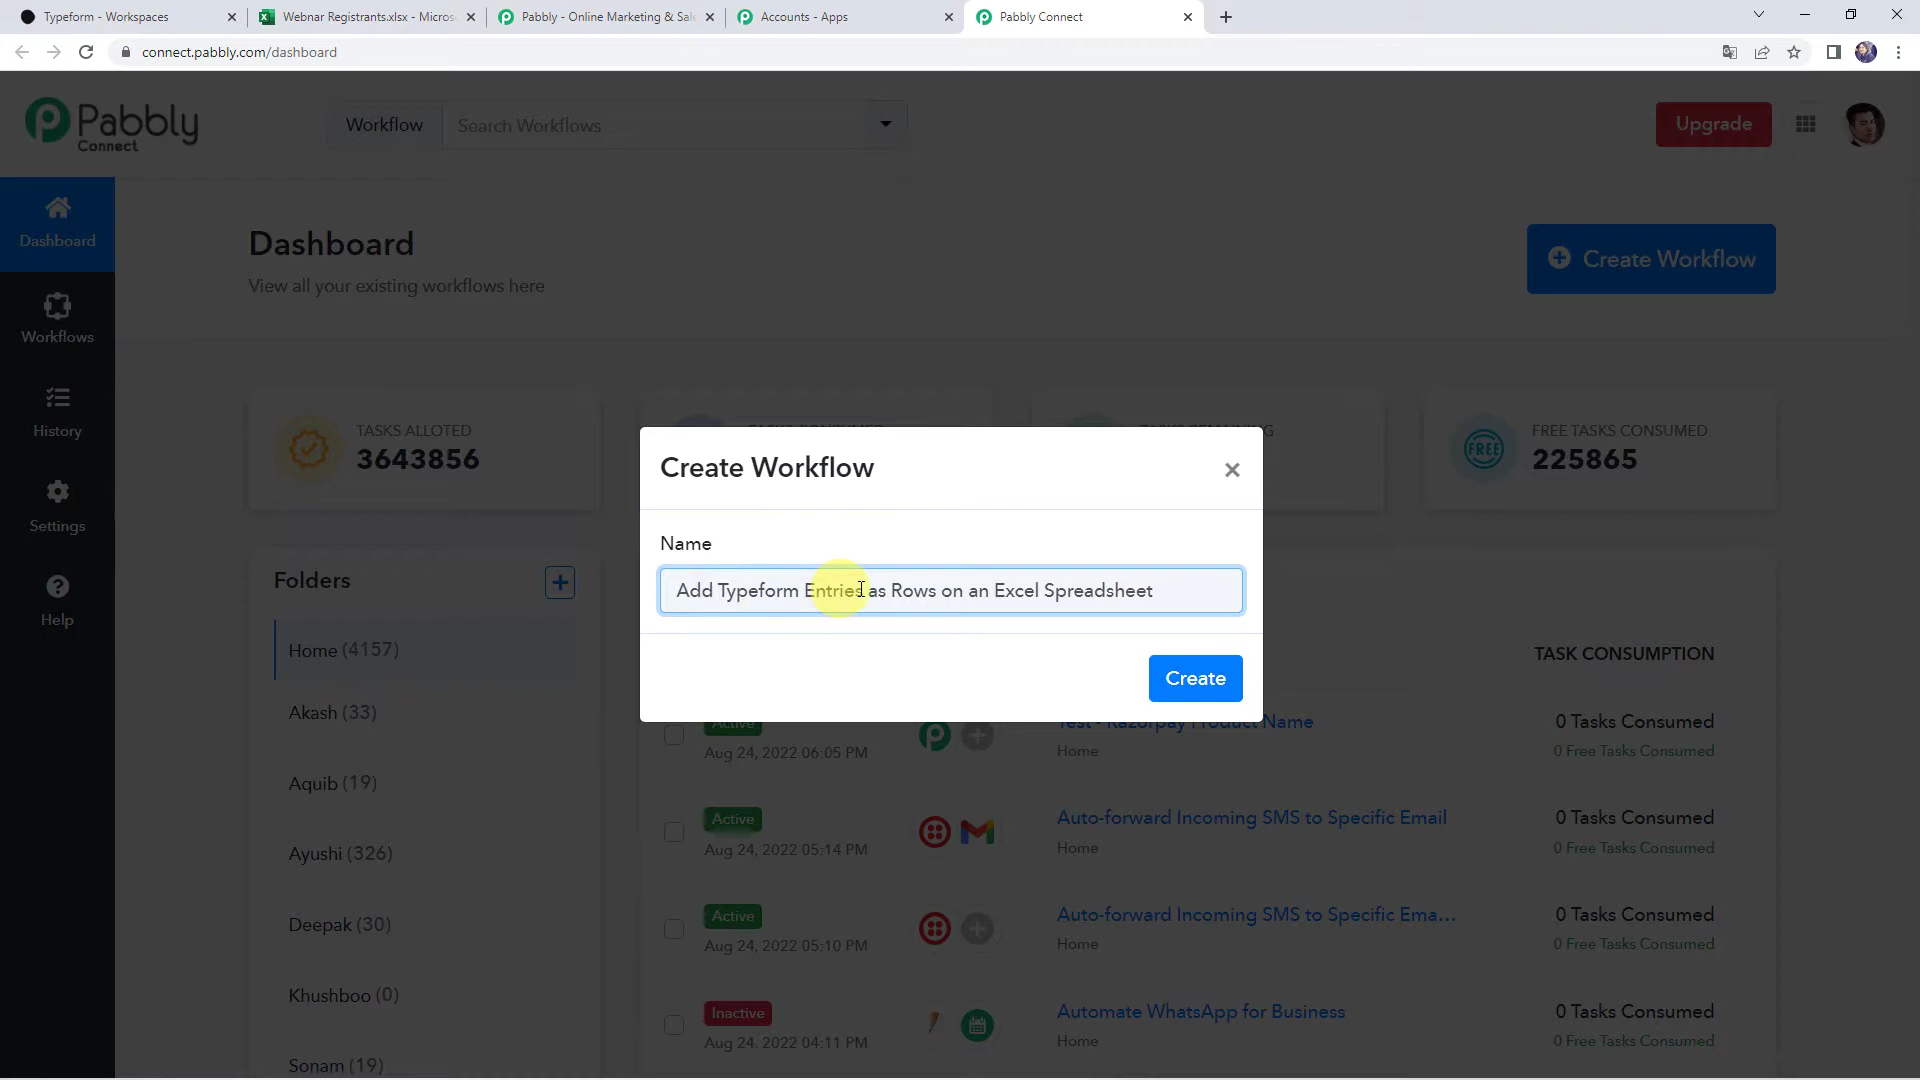 Typeform - Workspaces
Webnar Registrants.xlsx - Micros
Pabbly - Online Marketing & Sale
Accounts - Apps
Pabbly Connect
connect.pabbly.com/dashboard
Pabbly
Connect
Workflow
Search Workflows
Upgrade
Dashboard
Workflows
History
Settings
Help
Dashboard
View all your existing workflows here
Create Workflow
TASKS ALLOTED
3643856
FREE TASKS CONSUMED
225865
FREE
Create Workflow
Name
Add Typeform Entries as Rows on an Excel Spreadsheet
Create
Folders
Home (4157)
Akash (33)
Aquib (19)
Ayushi (326)
Deepak (30)
Khushboo (0)
Sonam (19)
TASK CONSUMPTION
Active
Aug 24, 2022 06:05 PM
Test - Razorpay Product Name
Home
0 Tasks Consumed
0 Free Tasks Consumed
Active
Aug 24, 2022 05:14 PM
Auto-forward Incoming SMS to Specific Email
Home
0 Tasks Consumed
0 Free Tasks Consumed
Active
Aug 24, 2022 05:10 PM
Auto-forward Incoming SMS to Specific Ema...
Home
0 Tasks Consumed
0 Free Tasks Consumed
Inactive
Aug 24, 2022 04:11 PM
Automate WhatsApp for Business
Home
0 Tasks Consumed
0 Free Tasks Consumed